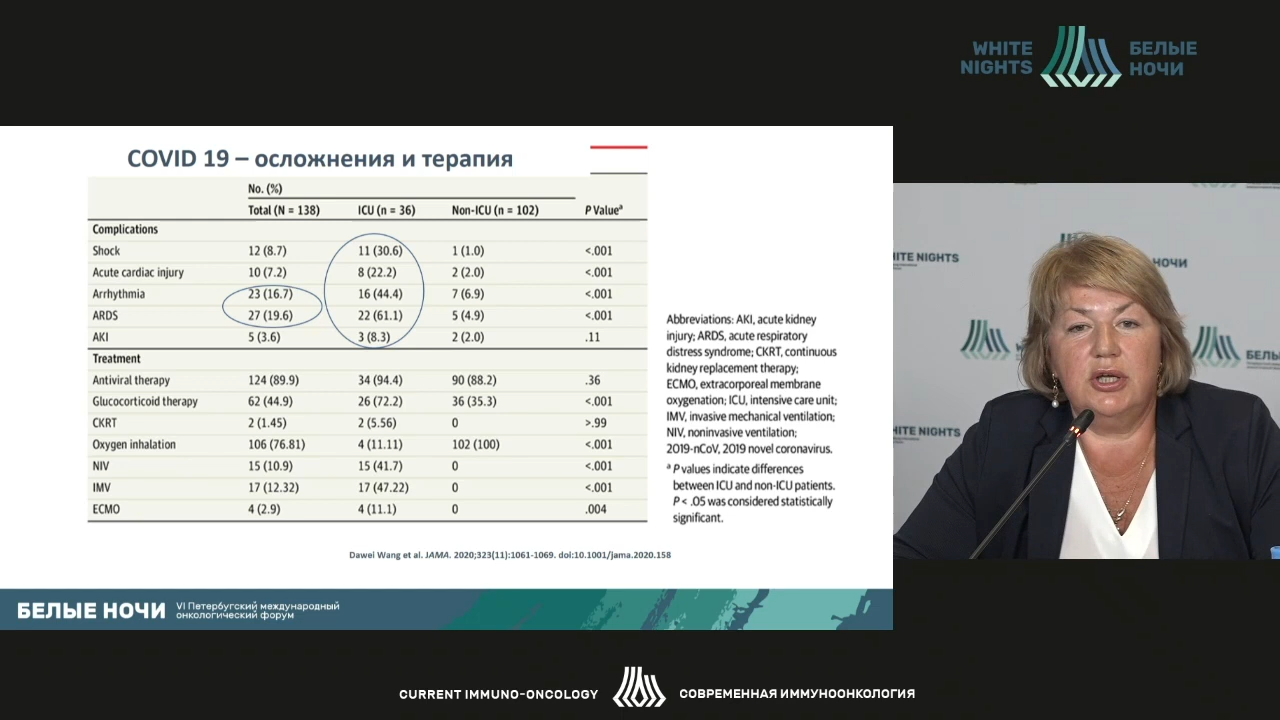 WHITE NIGHTS
БЕЛЫЕ НОЧИ
COVID 19 – осложнения и терапия
No. (%)
Total (N = 138) ICU (n = 36) Non-ICU (n = 102) P Valueᵃ
Complications
Shock 12 (8.7) 11 (30.6) 1 (1.0) <.001
Acute cardiac injury 10 (7.2) 8 (22.2) 2 (2.0) <.001
Arrhythmia 23 (16.7) 16 (44.4) 7 (6.9) <.001
ARDS 27 (19.6) 22 (61.1) 5 (4.9) <.001
AKI 5 (3.6) 3 (8.3) 2 (2.0) .11
Treatment
Antiviral therapy 124 (89.9) 34 (94.4) 90 (88.2) .36
Glucocorticoid therapy 62 (44.9) 26 (72.2) 36 (35.3) <.001
CKRT 2 (1.45) 2 (5.56) 0 >.99
Oxygen inhalation 106 (76.81) 4 (11.11) 102 (100) <.001
NIV 15 (10.9) 15 (41.7) 0 <.001
IMV 17 (12.32) 17 (47.22) 0 <.001
ECMO 4 (2.9) 4 (11.1) 0 .004
Abbreviations: AKI, acute kidney
injury; ARDS, acute respiratory
distress syndrome; CKRT, continuous
kidney replacement therapy;
ECMO, extracorporeal membrane
oxygenation; ICU, intensive care unit;
IMV, invasive mechanical ventilation;
NIV, noninvasive ventilation;
2019-nCoV, 2019 novel coronavirus.
ᵃ P values indicate differences
between ICU and non-ICU patients.
P < .05 was considered statistically
significant.
Dawei Wang et al. JAMA. 2020;323(11):1061-1069. doi:10.1001/jama.2020.158
БЕЛЫЕ НОЧИ
VI Петербургский международный
онкологический форум
ITE NIGHTS
НОЧИ
БЕЛЫ
ITE NIGHTS
CURRENT IMMUNO-ONCOLOGY
СОВРЕМЕННАЯ ИММУНООНКОЛОГИЯ